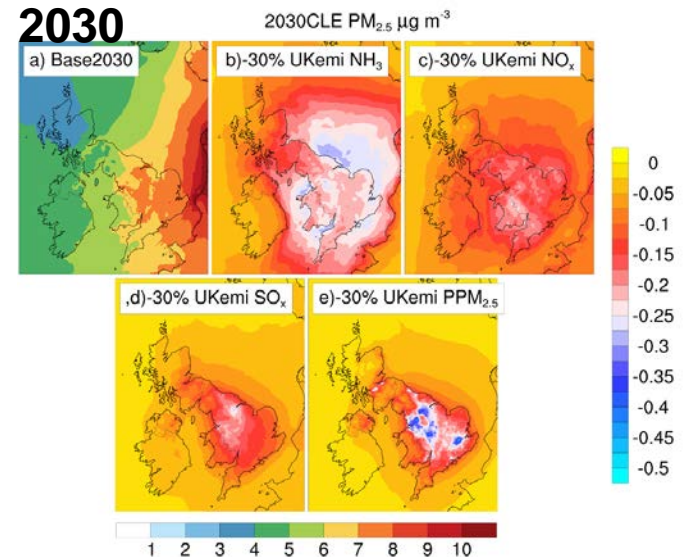 2030
2030CLE PM2.5 µg m-3
a) Base2030
b)-30% UKemi NH3
c)-30% UKemi NOx
,d)-30% UKemi SOx
e)-30% UKemi PPM2.5
0
-0.05
-0.1
-0.15
-0.2
-0.25
-0.3
-0.35
-0.4
-0.45
-0.5
1 2 3 4 5 6 7 8 9 10